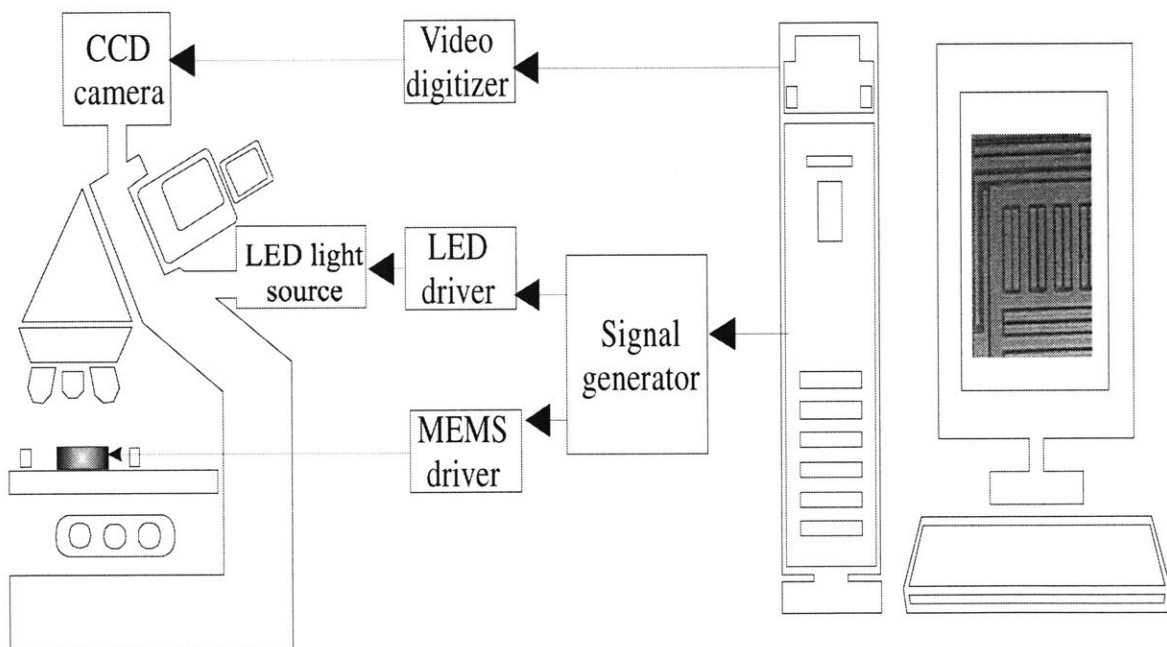 CCD
camera
Video
digitizer
LED light
source
LED
driver
Signal
generator
MEMS
driver